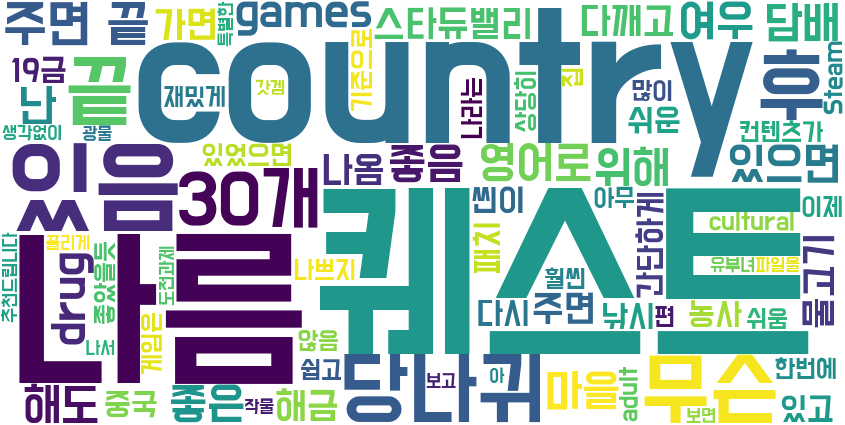 주면 끝 가면 특별한 games 스타듀밸리 다깨고 여우 담배
19금 끝 country 후 Steam
난 재밌게 갓겜 기준으로 나라는 상당히 집 많이 쉬운
생각없이 광물 컨텐츠가
있음 있었으면 나옴 좋음 영어로 위해 있으면
30개 씬이 아무 이제
나름 퀘스트 간단하게 cultural
추천드립니다 꼴리게 drug 좋았을듯 도전과제 나쁘지 패치 훨씬 유부녀 파일을 물고기
나서 게임은 않음 다시 주면 낚시 편 농사 쉬움
해도 중국 좋은 작물 해금 쉽고 당나귀 보고 아 마을 adult 무슨 보면 한번에 있고